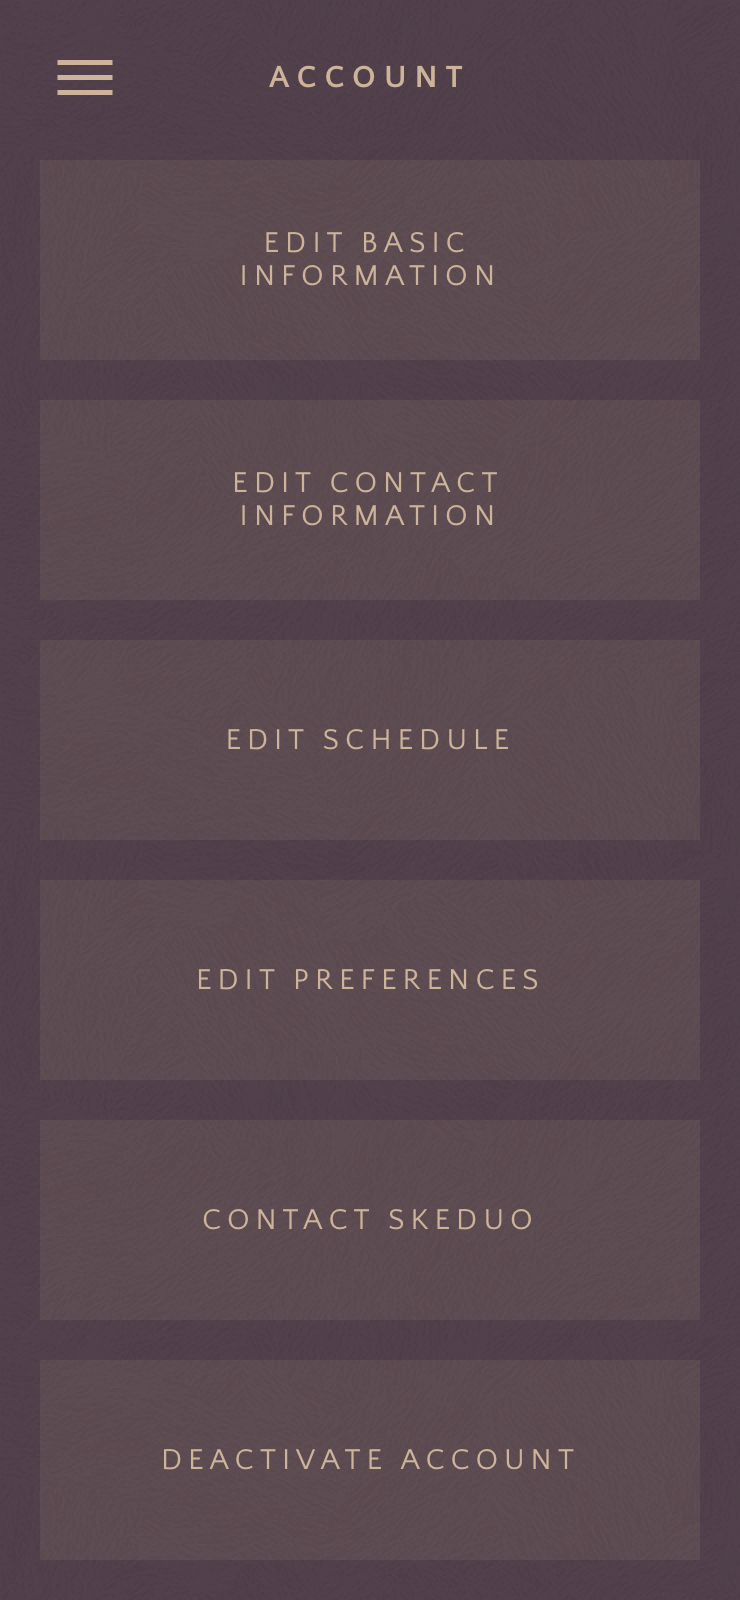 ACCOUNT
EDIT BASIC
INFORMATION
EDIT CONTACT
INFORMATION
EDIT SCHEDULE
EDIT PREFERENCES
CONTACT SKEDUO
DEACTIVATE ACCOUNT